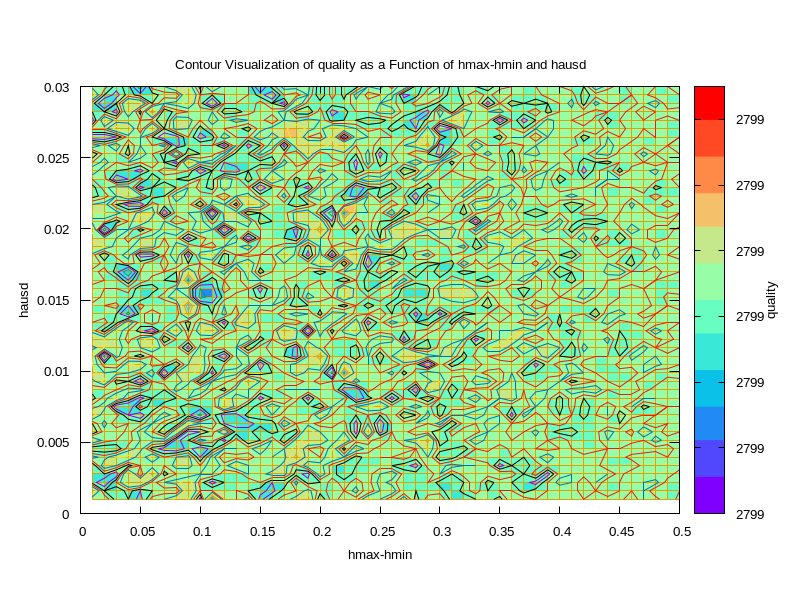 Contour Visualization of quality as a Function of hmax-hmin and hausd
0.03
0.025
0.02
0.015
0.01
0.005
0
hausd
0 0.05 0.1 0.15 0.2 0.25 0.3 0.35 0.4 0.45 0.5
hmax-hmin
2799
2799
2799
2799
2799
2799
2799
quality